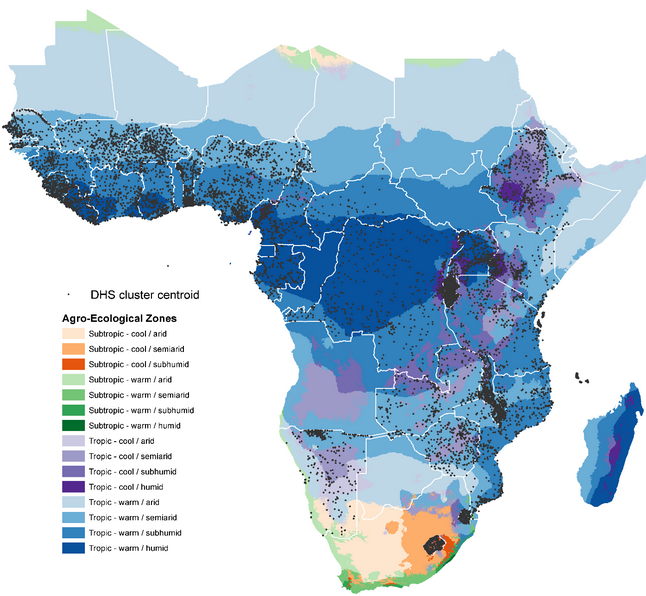 DHS cluster centroid
Agro-Ecological Zones
Subtropic - cool / arid
Subtropic - cool / semiarid
Subtropic - cool / subhumid
Subtropic - warm / arid
Subtropic - warm / semiarid
Subtropic - warm / subhumid
Subtropic - warm / humid
Tropic - cool / arid
Tropic - cool / semiarid
Tropic - cool / subhumid
Tropic - cool / humid
Tropic - warm / arid
Tropic - warm / semiarid
Tropic - warm / subhumid
Tropic - warm / humid